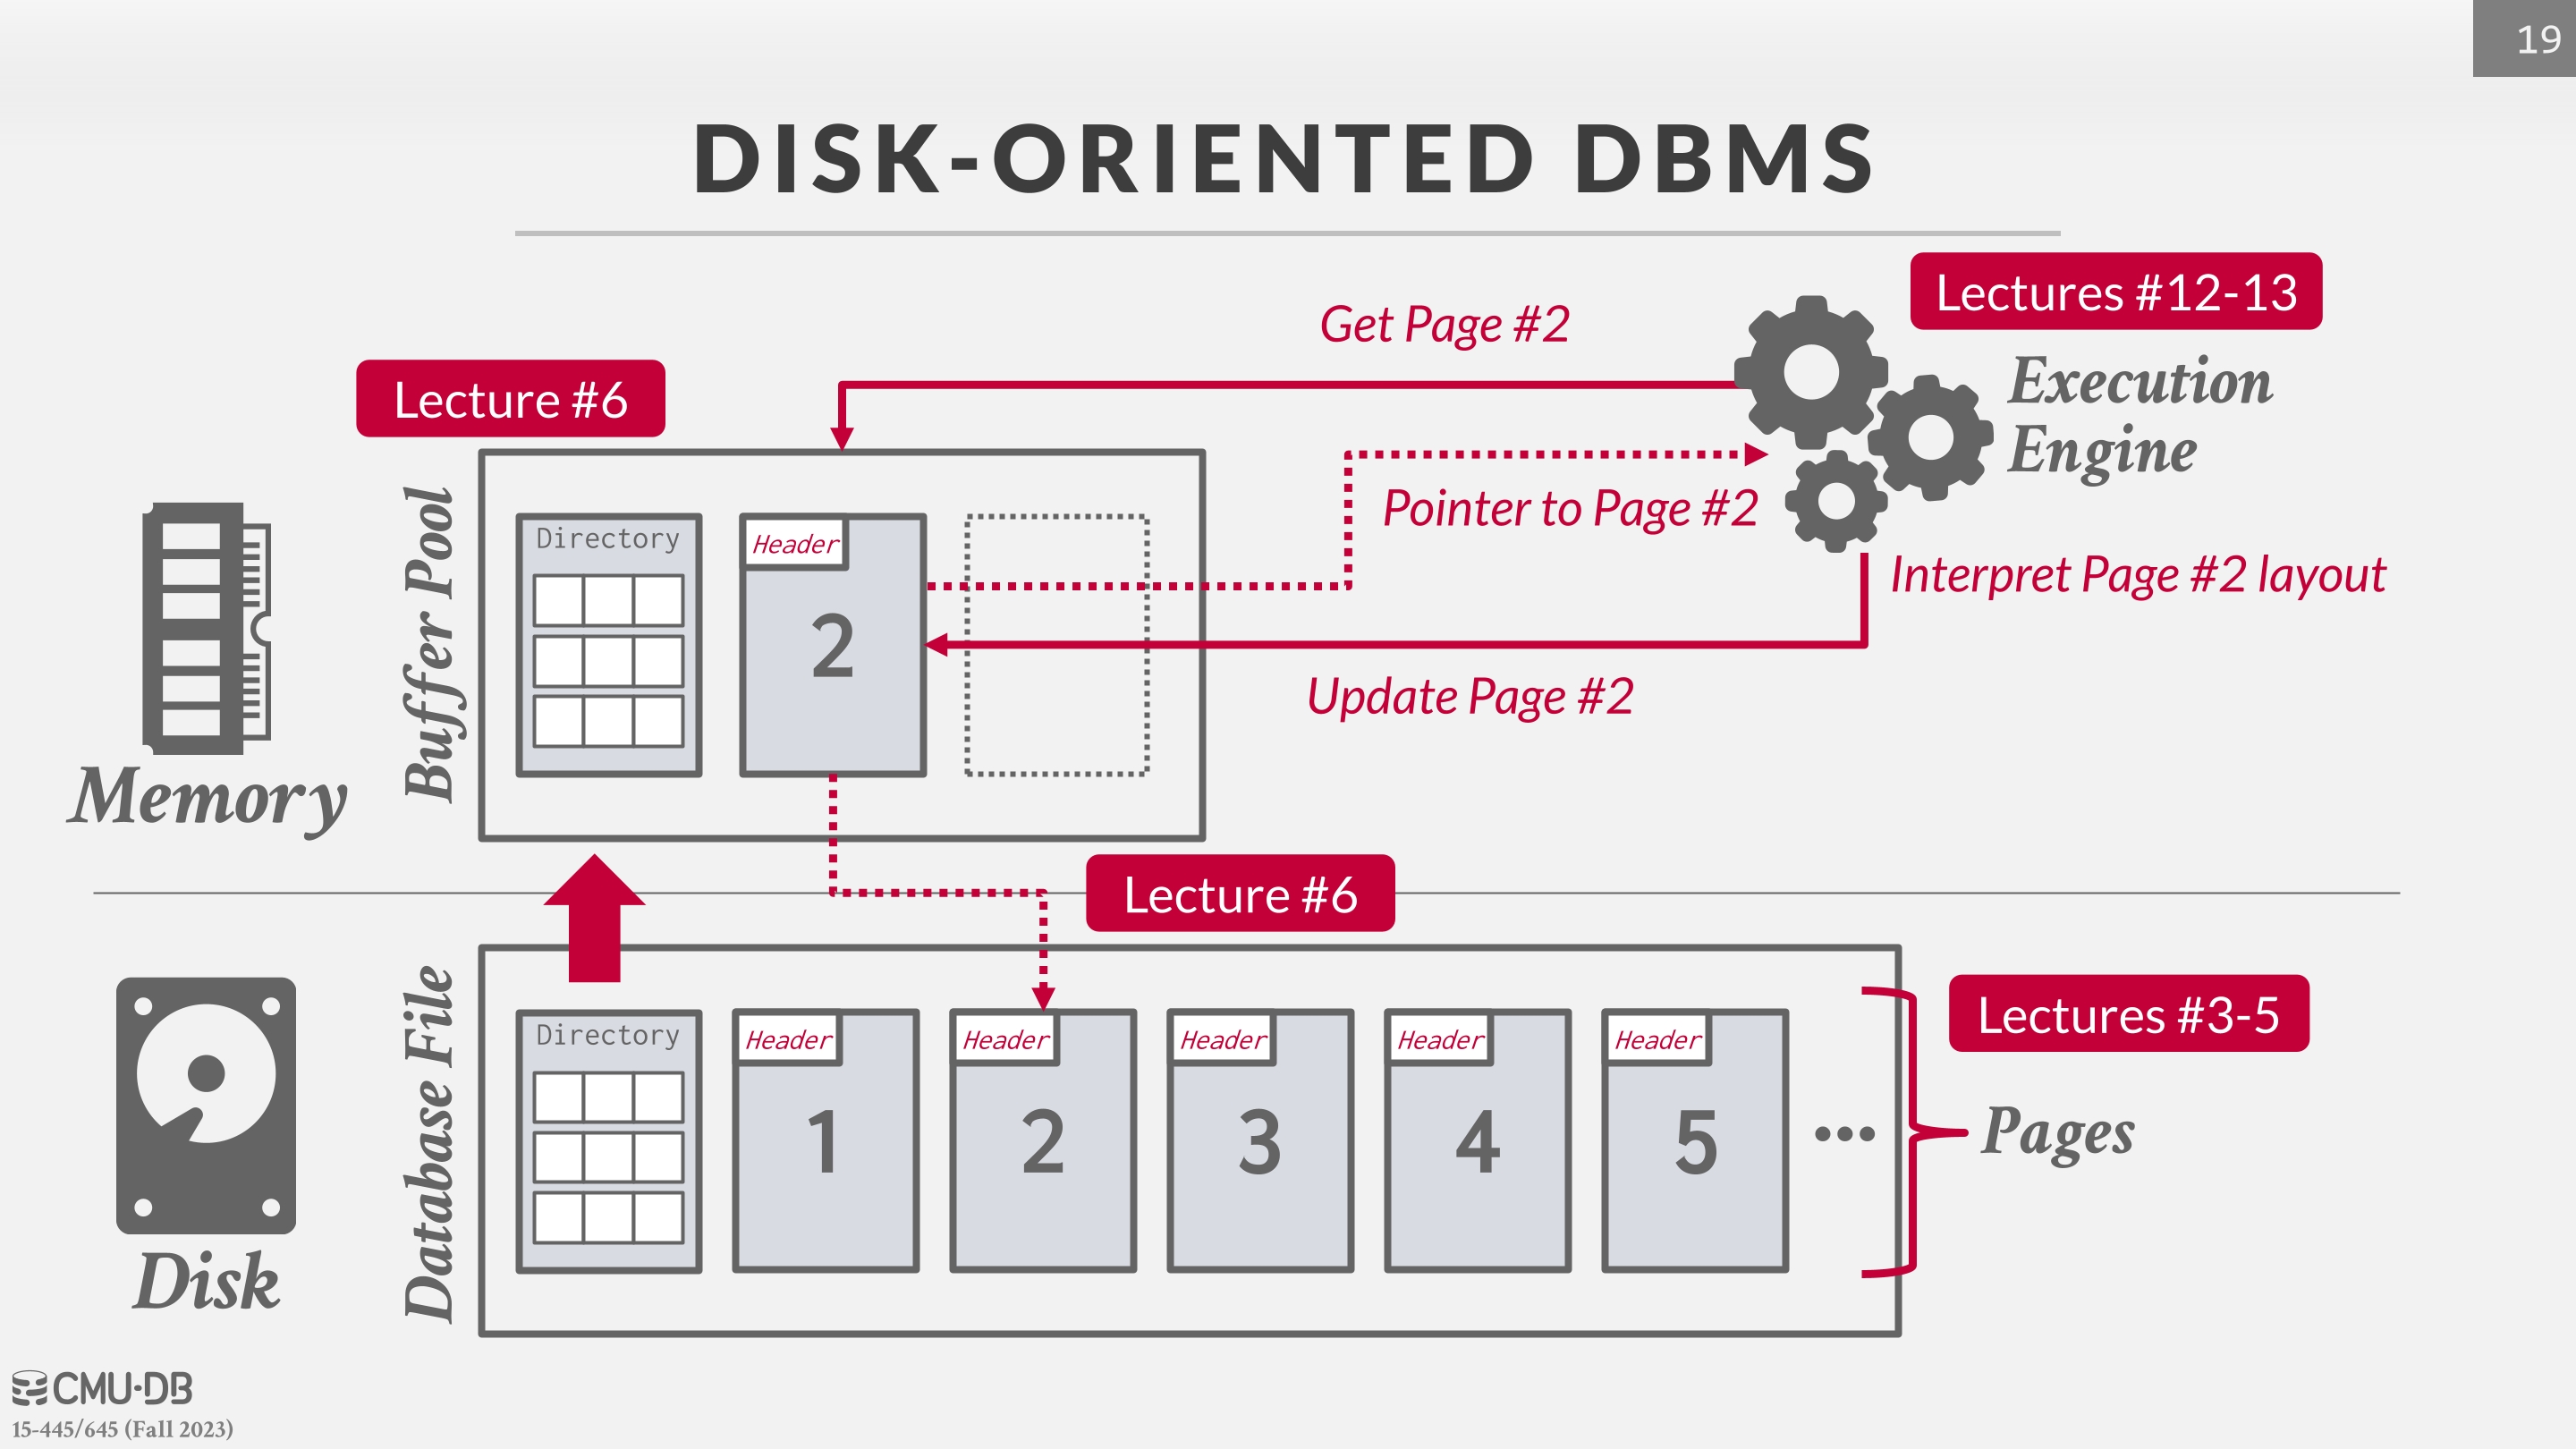 19
DISK-ORIENTED DBMS
Lectures #12-13
Get Page #2
Execution
Engine
Lecture #6
Buffer Pool
Directory
Header
2
Pointer to Page #2
Interpret Page #2 layout
Update Page #2
Memory
Lecture #6
Database File
Directory
Header
1
Header
2
Header
3
Header
4
Header
5
...
Lectures #3-5
Pages
Disk
CMU·DB
15-445/645 (Fall 2023)